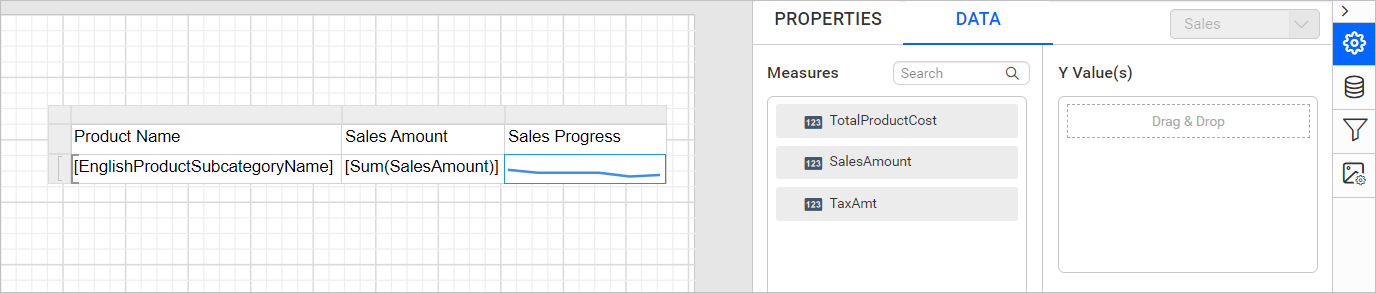 PROPERTIES DATA Sales
Measures Search Y Value(s)
123 TotalProductCost Drag & Drop
123 SalesAmount
123 TaxAmt
Product Name Sales Amount Sales Progress
[EnglishProductSubcategoryName] [Sum(SalesAmount)]